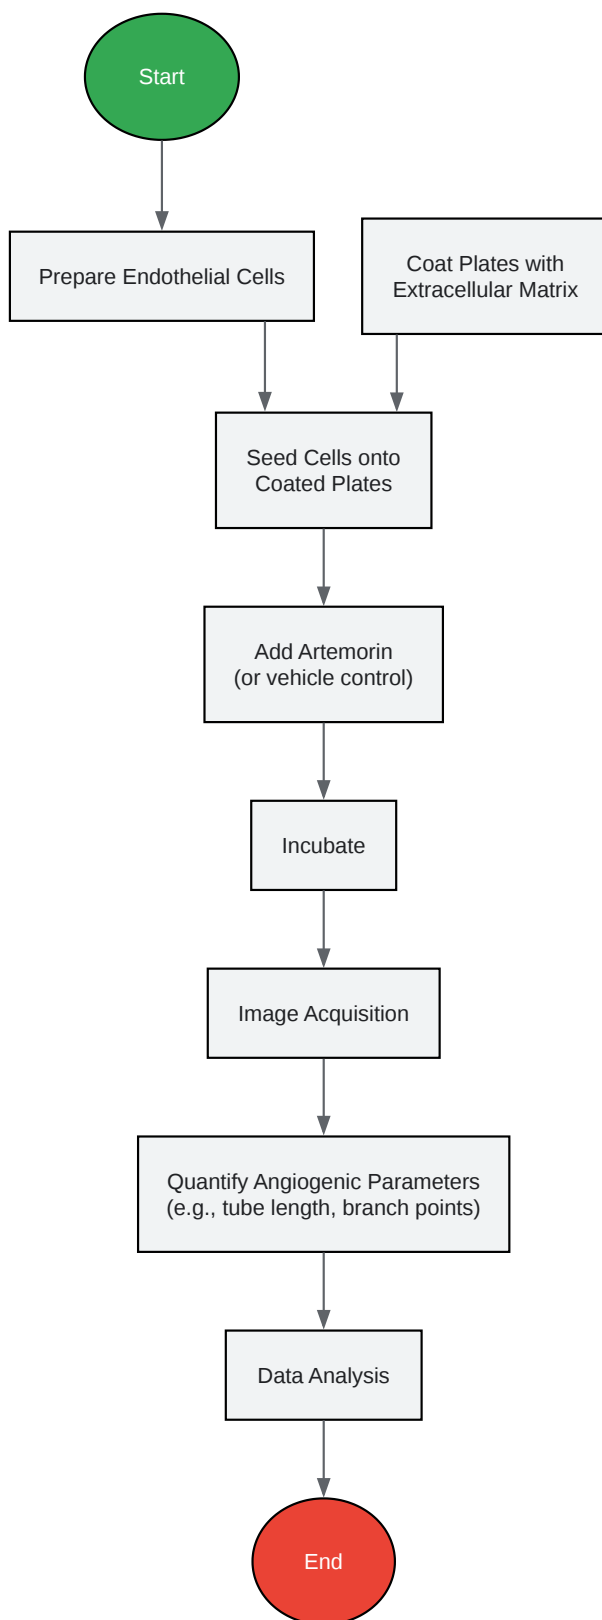 Start
Prepare Endothelial Cells
Coat Plates with
Extracellular Matrix
Seed Cells onto
Coated Plates
Add Artemorin
(or vehicle control)
Incubate
Image Acquisition
Quantify Angiogenic Parameters
(e.g., tube length, branch points)
Data Analysis
End